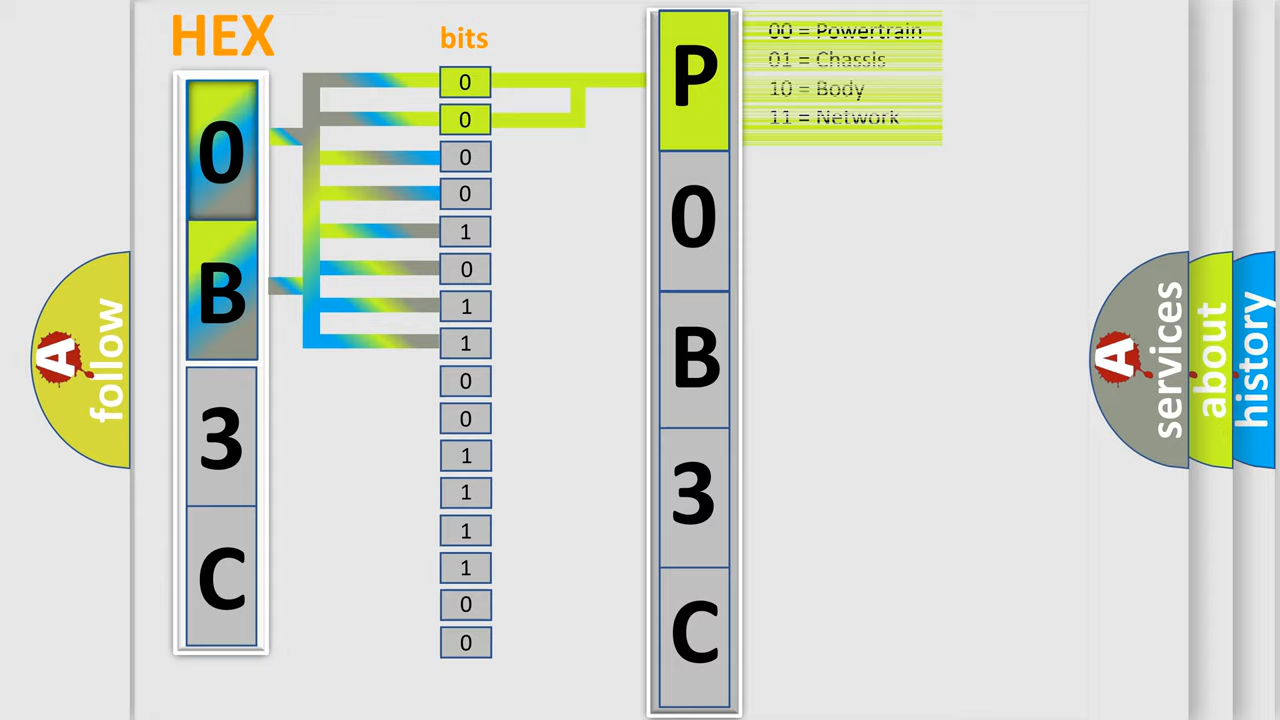 HEX
0
B
3
C
bits
0
0
0
0
1
0
1
1
0
0
1
1
1
1
0
0
P
0
B
3
C
00 = Powertrain
01 = Chassis
10 = Body
11 = Network
A
follow
A
services
about
history